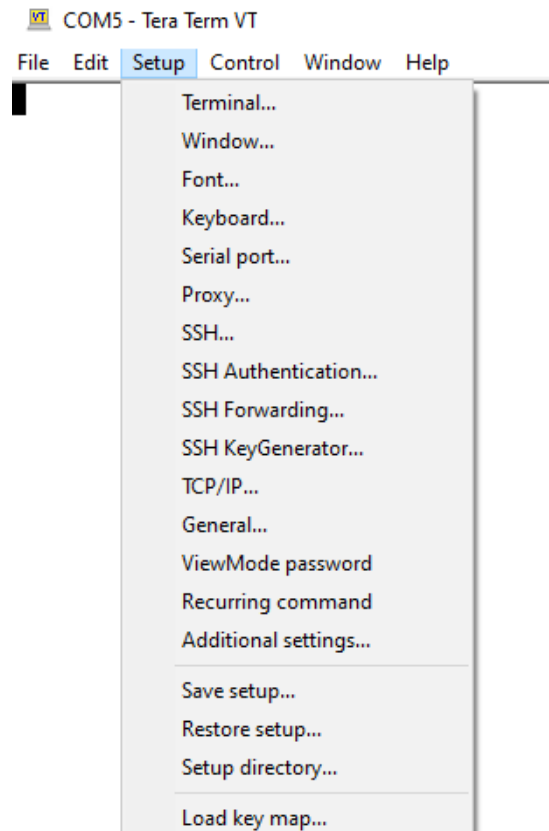 VT COM5 - Tera Term VT
File Edit Setup Control Window Help
Terminal...
Window...
Font...
Keyboard...
Serial port...
Proxy...
SSH...
SSH Authentication...
SSH Forwarding...
SSH KeyGenerator...
TCP/IP...
General...
ViewMode password
Recurring command
Additional settings...
Save setup...
Restore setup...
Setup directory...
Load key map...